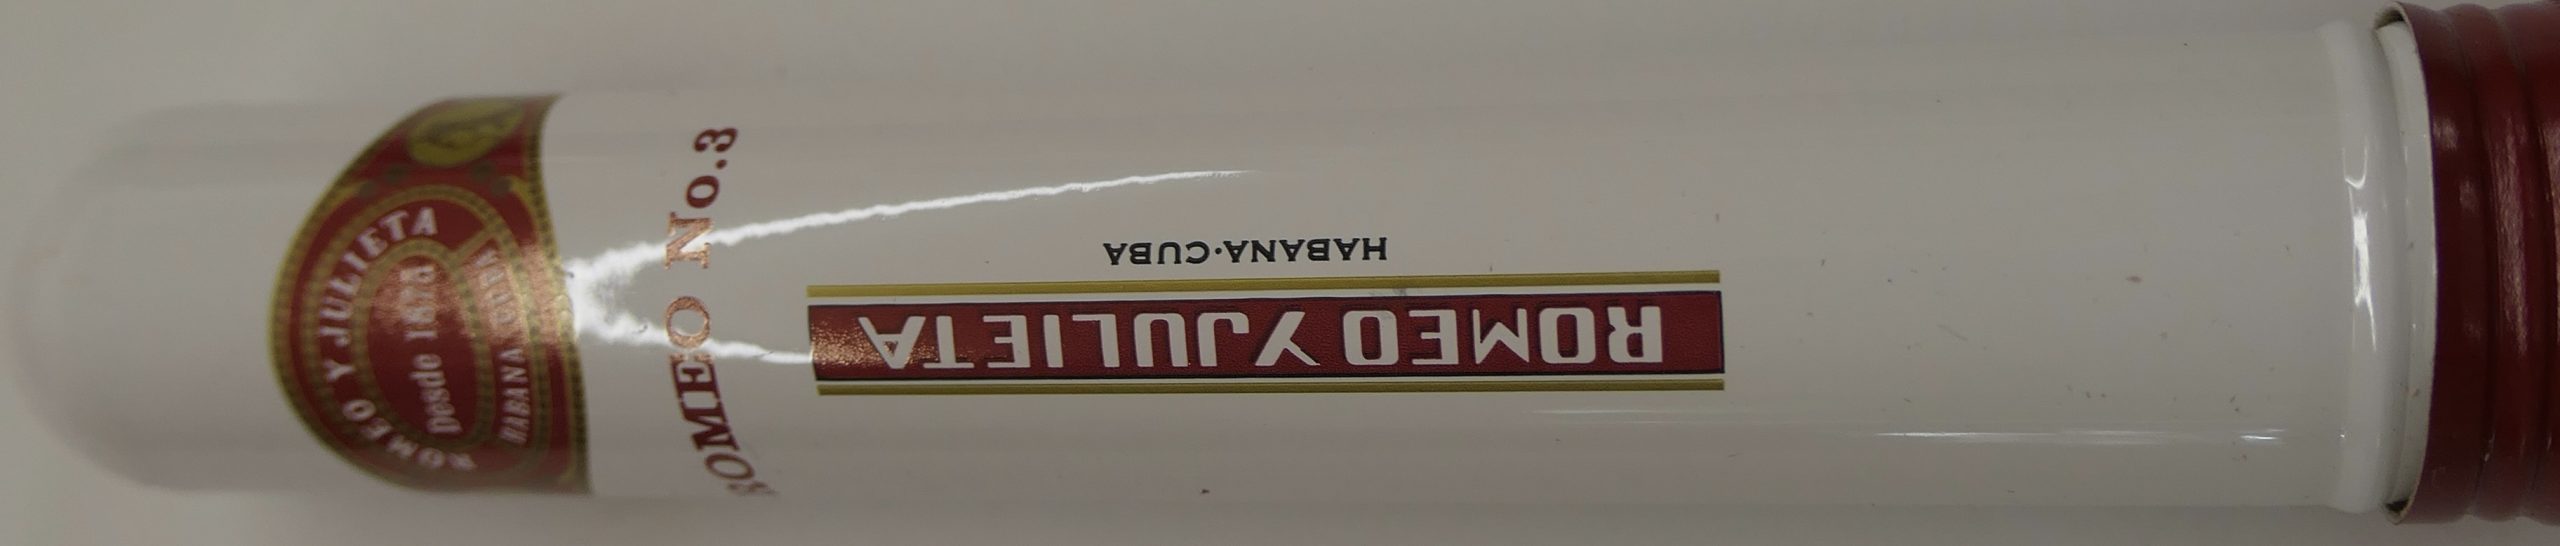 ROMEO Y JULIETA
Desde 1875
HABANA CUBA
ROMEO No.3
ROMEO Y JULIETA
HABANA·CUBA